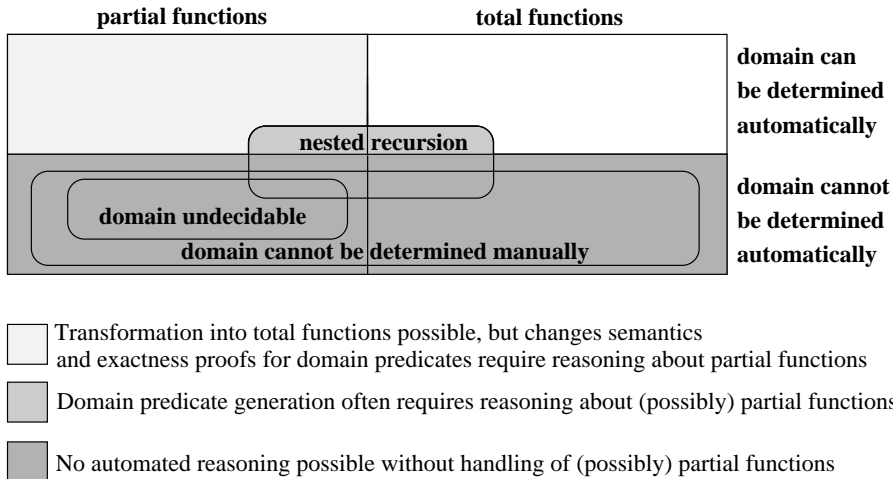 partial functions
total functions
domain can
be determined
automatically
nested recursion
domain cannot
be determined
automatically
domain undecidable
domain cannot be determined manually
Transformation into total functions possible, but changes semantics
and exactness proofs for domain predicates require reasoning about partial functions
Domain predicate generation often requires reasoning about (possibly) partial functions
No automated reasoning possible without handling of (possibly) partial functions